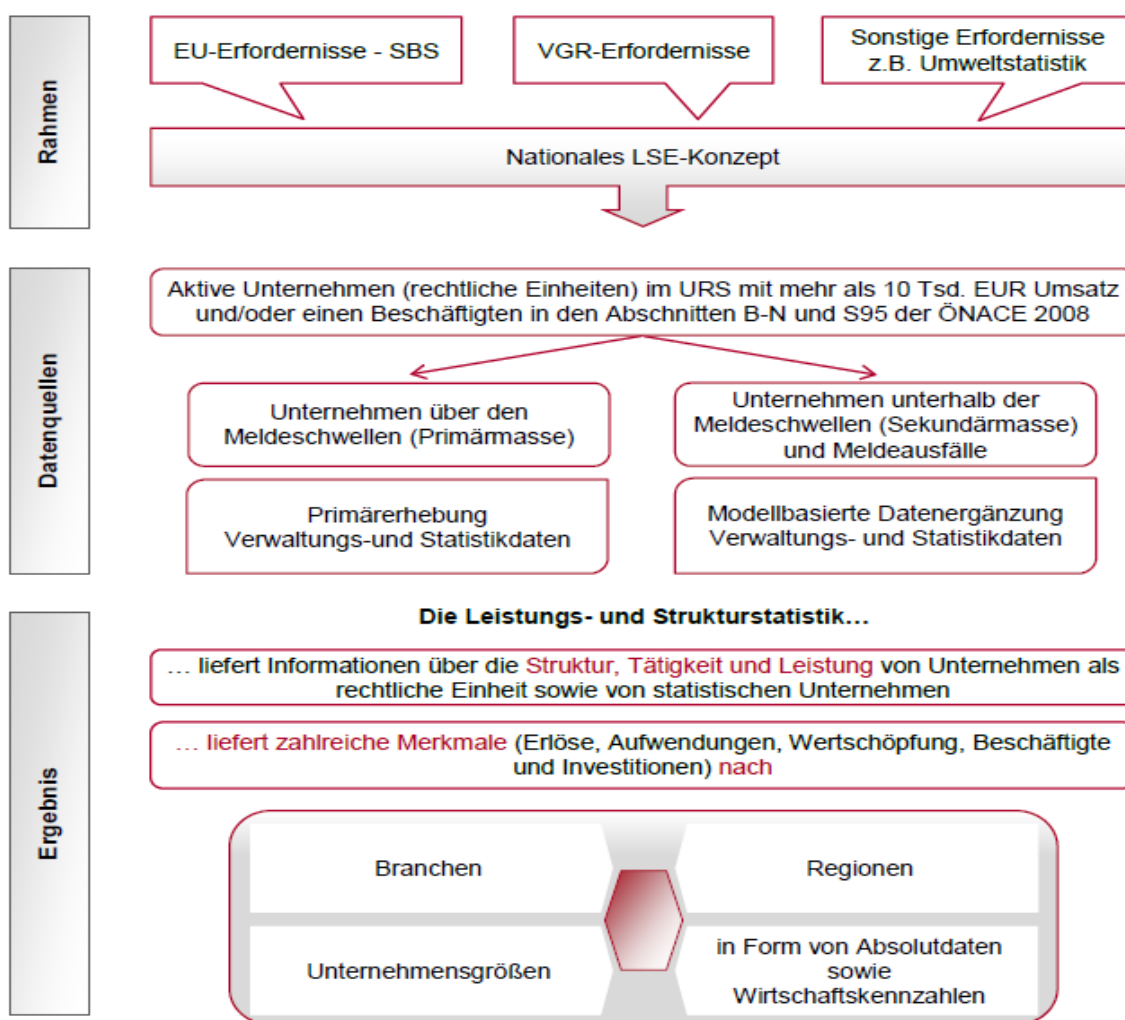 Rahmen
EU-Erfordernisse - SBS
VGR-Erfordernisse
Sonstige Erfordernisse
z.B. Umweltstatistik
Nationales LSE-Konzept
Datenquellen
Aktive Unternehmen (rechtliche Einheiten) im URS mit mehr als 10 Tsd. EUR Umsatz
und/oder einen Beschäftigten in den Abschnitten B-N und S95 der ÖNACE 2008
Unternehmen über den
Meldeschwellen (Primärmasse)
Unternehmen unterhalb der
Meldeschwellen (Sekundärmasse)
und Meldeausfälle
Primärerhebung
Verwaltungs-und Statistikdaten
Modellbasierte Datenergänzung
Verwaltungs- und Statistikdaten
Ergebnis
Die Leistungs- und Strukturstatistik…
… liefert Informationen über die Struktur, Tätigkeit und Leistung von Unternehmen als
rechtliche Einheit sowie von statistischen Unternehmen
… liefert zahlreiche Merkmale (Erlöse, Aufwendungen, Wertschöpfung, Beschäftigte
und Investitionen) nach
Branchen
Regionen
Unternehmensgrößen
in Form von Absolutdaten
sowie
Wirtschaftskennzahlen